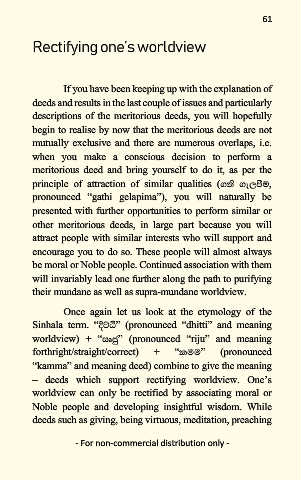 61
Rectifying one's worldview
If you have been keeping up with the explanation of
deeds and results in the last couple of issues and particularly
descriptions of the meritorious deeds, you will hopefully
begin to realise by now that the meritorious deeds are not
mutually exclusive and there are numerous overlaps, i.e.
when you make a conscious decision to perform a
meritorious deed and bring yourself to do it, as per the
principle of attraction of similar qualities (ගති ගැලපීම,
pronounced “gathi gelapima”), you will naturally be
presented with further opportunities to perform similar or
other meritorious deeds, in large part because you will
attract people with similar interests who will support and
encourage you to do so. These people will almost always
be moral or Noble people. Continued association with them
will invariably lead one further along the path to purifying
their mundane as well as supra-mundane worldview.
Once again let us look at the etymology of the
Sinhala term. “දිට්ඨි” (pronounced “dhitti” and meaning
worldview) + “සෘජු” (pronounced “riju” and meaning
forthright/straight/correct) + “කම්ම” (pronounced
“kamma” and meaning deed) combine to give the meaning
– deeds which support rectifying worldview. One's
worldview can only be rectified by associating moral or
Noble people and developing insightful wisdom. While
deeds such as giving, being virtuous, meditation, preaching
- For non-commercial distribution only -